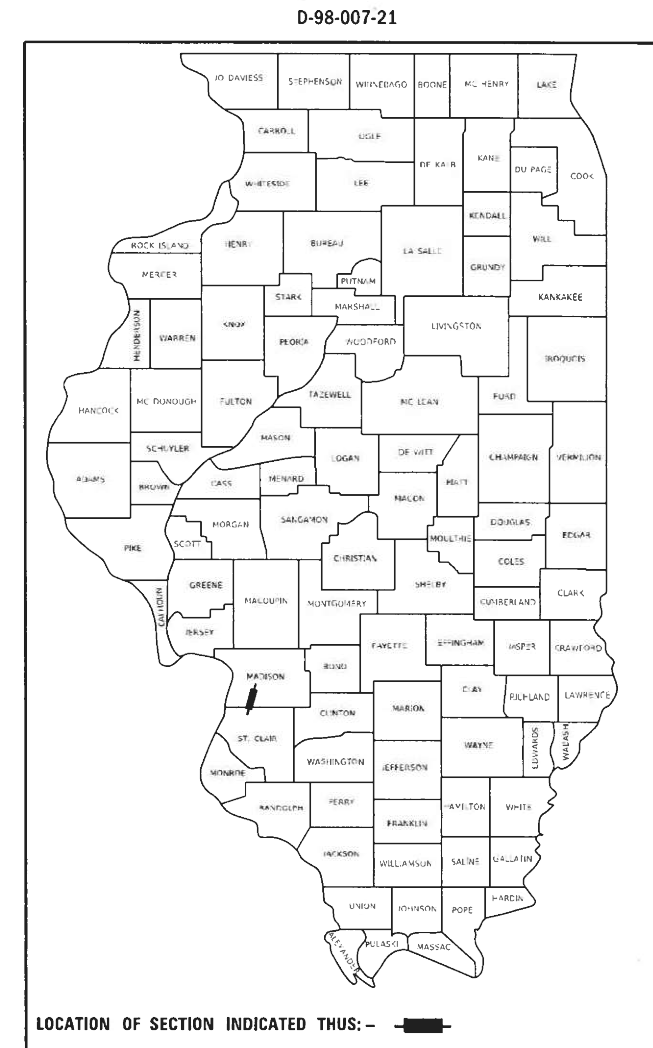 D-98-007-21
JO DAVIESS STEPHENSON WINNEBAGO BOONE MC HENRY LAKE
CARROLL OGLE
DE KALB KANE DU PAGE COOK
WHITESIDE LEE
KENDALL
ROCK ISLAND HENRY BUREAU LA SALLE WILL
MERCER PUTNAM GRUNDY
STARK MARSHALL KANKAKEE
HENDERSON WARREN KNOX PEORIA WOODFORD LIVINGSTON
IROQUOIS
HANCOCK MC DONOUGH FULTON TAZEWELL MC LEAN FORD
SCHUYLER MASON LOGAN DE WITT CHAMPAIGN VERMILION
ADAMS BROWN CASS MENARD PIATT
MACON
MORGAN SANGAMON DOUGLAS
PIKE SCOTT CHRISTIAN MOULTRIE EDGAR
COLES
GREENE SHELBY
CALHOUN MACOUPIN MONTGOMERY CUMBERLAND CLARK
JERSEY FAYETTE EFFINGHAM JASPER CRAWFORD
MADISON BOND
CLAY RICHLAND LAWRENCE
CLINTON MARION
ST. CLAIR WAYNE EDWARDS WABASH
MONROE WASHINGTON JEFFERSON
RANDOLPH PERRY HAMILTON WHITE
FRANKLIN
JACKSON WILLIAMSON SALINE GALLATIN
UNION JOHNSON POPE HARDIN
ALEXANDER PULASKI MASSAC
LOCATION OF SECTION INDICATED THUS: –